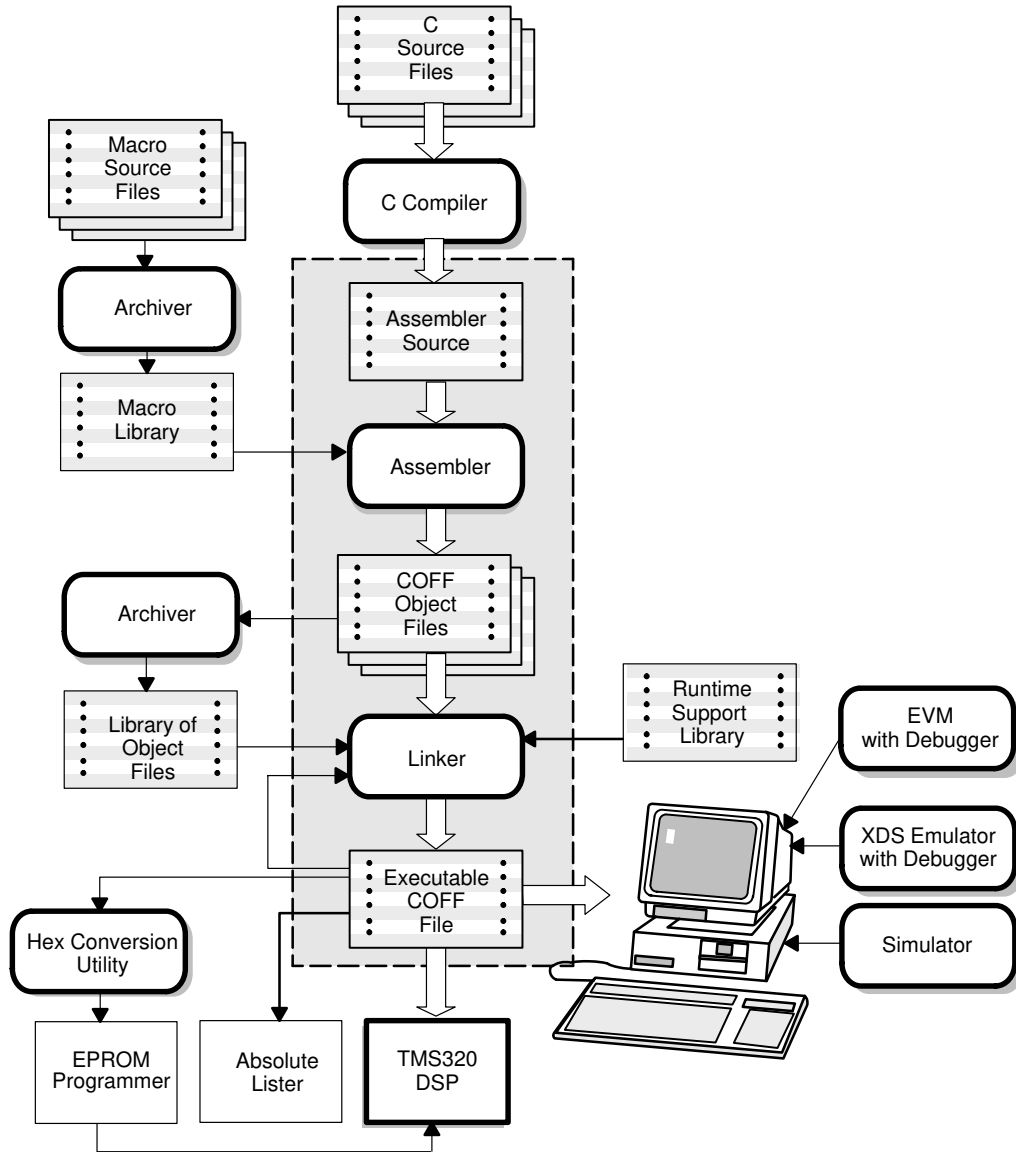 C
Source
Files
Macro
Source
Files
C Compiler
Archiver
Assembler
Source
Macro
Library
Assembler
COFF
Object
Files
Archiver
Runtime
Support
Library
EVM
with Debugger
Library of
Object
Files
Linker
XDS Emulator
with Debugger
Executable
COFF
File
Hex Conversion
Utility
Simulator
EPROM
Programmer
Absolute
Lister
TMS320
DSP